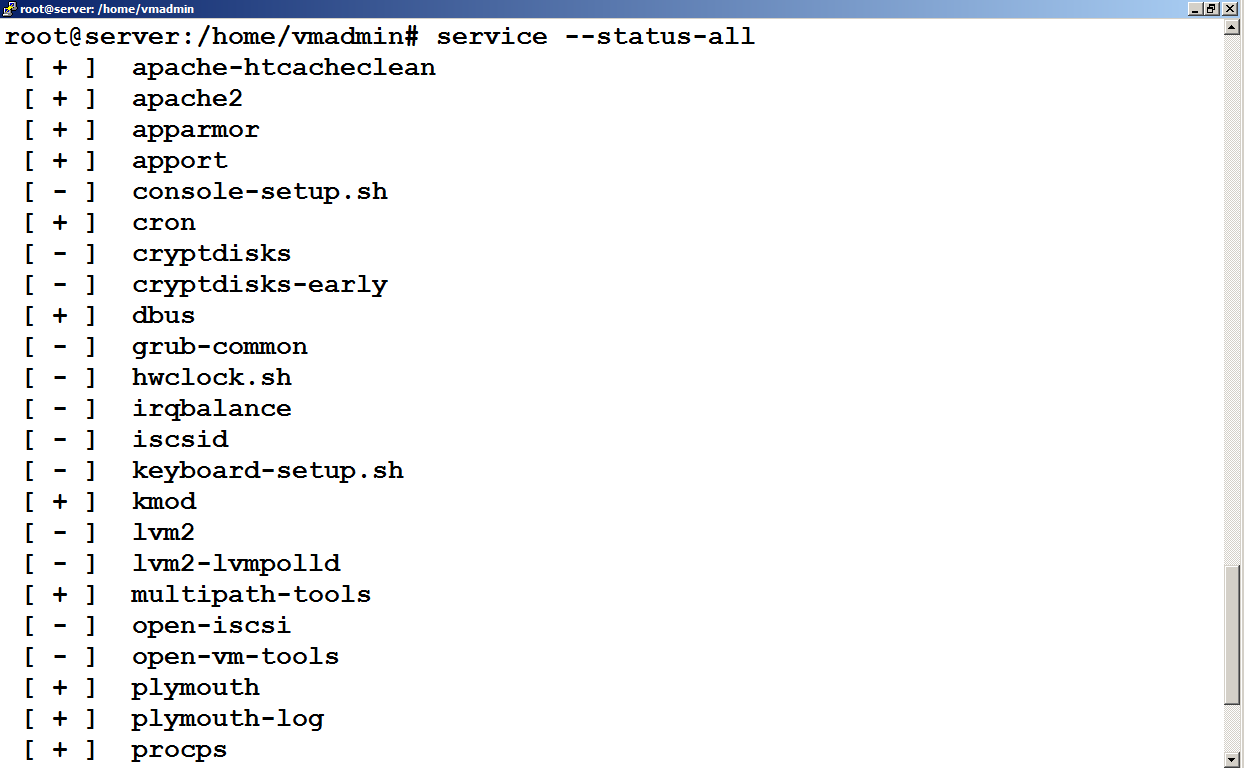 root@server: /home/vmadmin
root@server:/home/vmadmin# service --status-all
[ + ]  apache-htcacheclean
[ + ]  apache2
[ + ]  apparmor
[ + ]  apport
[ - ]  console-setup.sh
[ + ]  cron
[ - ]  cryptdisks
[ - ]  cryptdisks-early
[ + ]  dbus
[ - ]  grub-common
[ - ]  hwclock.sh
[ - ]  irqbalance
[ - ]  iscsid
[ - ]  keyboard-setup.sh
[ + ]  kmod
[ - ]  lvm2
[ - ]  lvm2-lvmpolld
[ + ]  multipath-tools
[ - ]  open-iscsi
[ - ]  open-vm-tools
[ + ]  plymouth
[ + ]  plymouth-log
[ + ]  procps